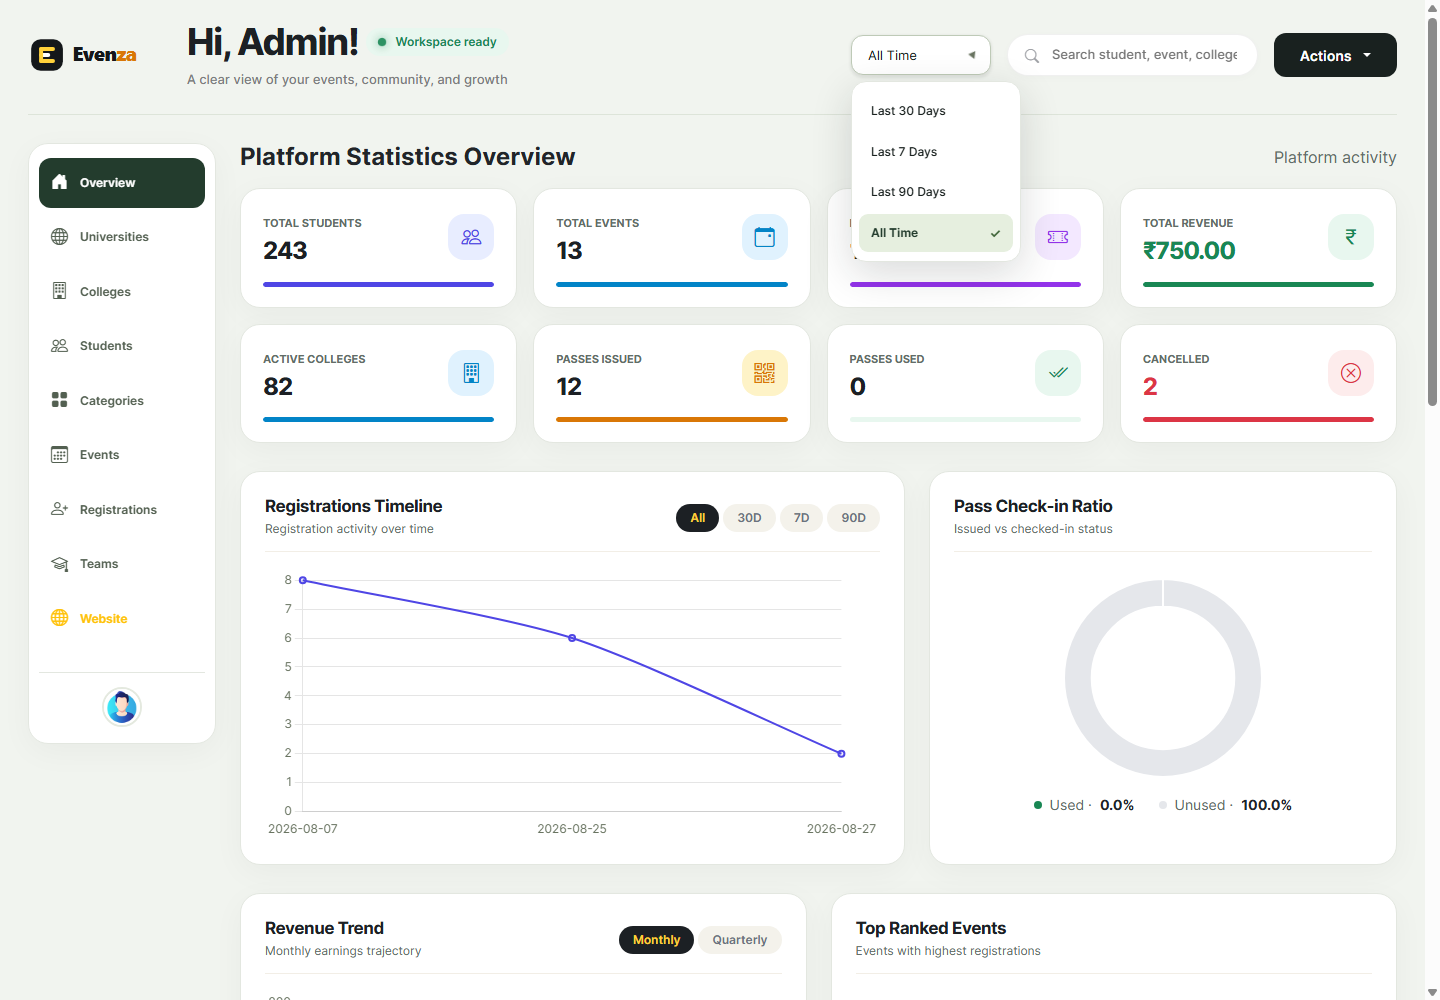 Evenza
Hi, Admin!
Workspace ready
A clear view of your events, community, and growth
All Time
Search student, event, college
Actions
Last 30 Days
Last 7 Days
Last 90 Days
All Time
Overview
Universities
Colleges
Students
Categories
Events
Registrations
Teams
Website
Platform Statistics Overview
Platform activity
TOTAL STUDENTS
243
TOTAL EVENTS
13
TOTAL REVENUE
₹750.00
ACTIVE COLLEGES
82
PASSES ISSUED
12
PASSES USED
0
CANCELLED
2
Registrations Timeline
Registration activity over time
All
30D
7D
90D
8
7
6
5
4
3
2
1
0
2026-08-07
2026-08-25
2026-08-27
Pass Check-in Ratio
Issued vs checked-in status
Used · 0.0%
Unused · 100.0%
Revenue Trend
Monthly earnings trajectory
Monthly
Quarterly
Top Ranked Events
Events with highest registrations